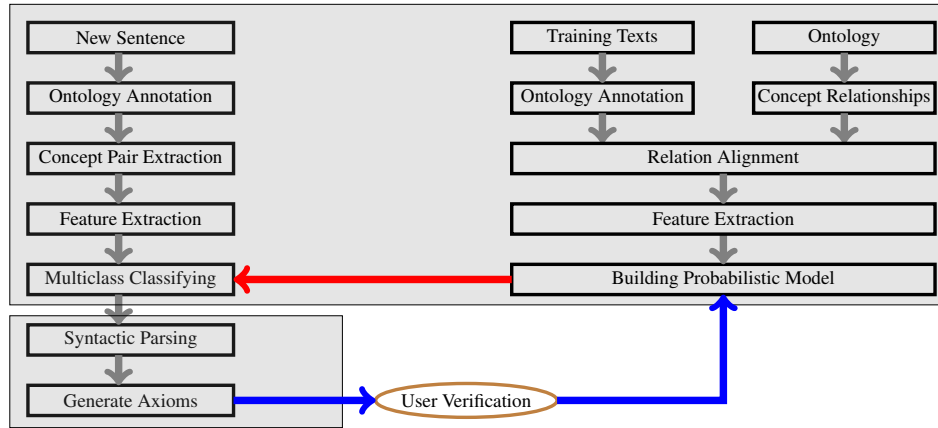 New Sentence
Training Texts
Ontology
Ontology Annotation
Ontology Annotation
Concept Relationships
Concept Pair Extraction
Relation Alignment
Feature Extraction
Feature Extraction
Multiclass Classifying
Building Probabilistic Model
Syntactic Parsing
Generate Axioms
User Verification